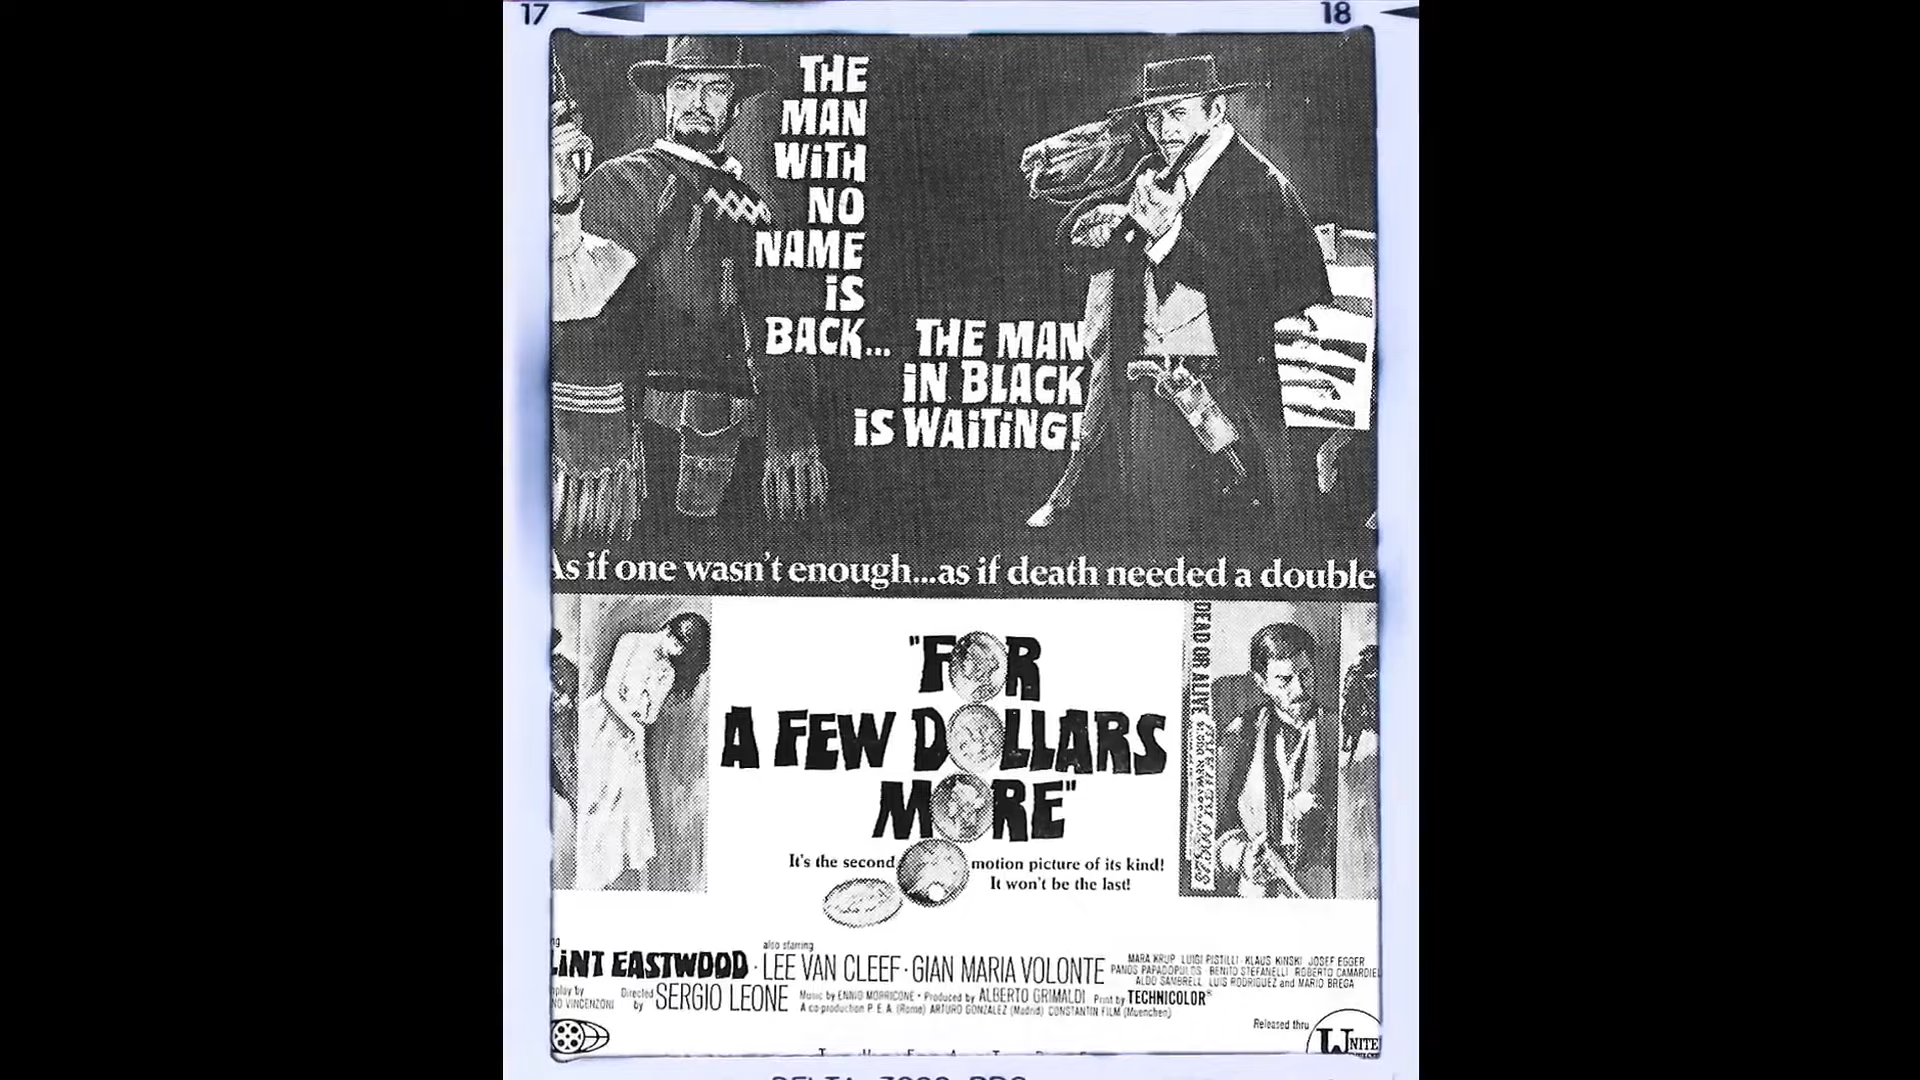 17
18
THE
MAN
WiTH
NO
NAME
iS
BACK...
THE MAN
iN BLACK
iS WAiTiNG!
As if one wasn't enough...as if death needed a double
DEAD OR ALIVE
"FOR
A FEW DOLLARS
MORE"
It's the second motion picture of its kind!
It won't be the last!
LiNT EASTWOOD · also starring LEE VAN CLEEF · GIAN MARIA VOLONTE
MARA KRUP LUIGI PISTILLI KLAUS KINSKI JOSEF EGGER
PANOS PAPADOPULOS BENITO STEFANELLI ROBERTO CAMARDIEL
ALDO SAMBRELL LUIS RODRIGUEZ and MARIO BREGA
play by
VINCENZONI
Directed by SERGIO LEONE
Music by ENNIO MORRICONE · Produced by ALBERTO GRIMALDI Print by TECHNICOLOR®
A co-production P.E.A. (Rome) ARTURO GONZALEZ (Madrid) CONSTANTIN FILM (Muenchen)
Released thru
UNITE